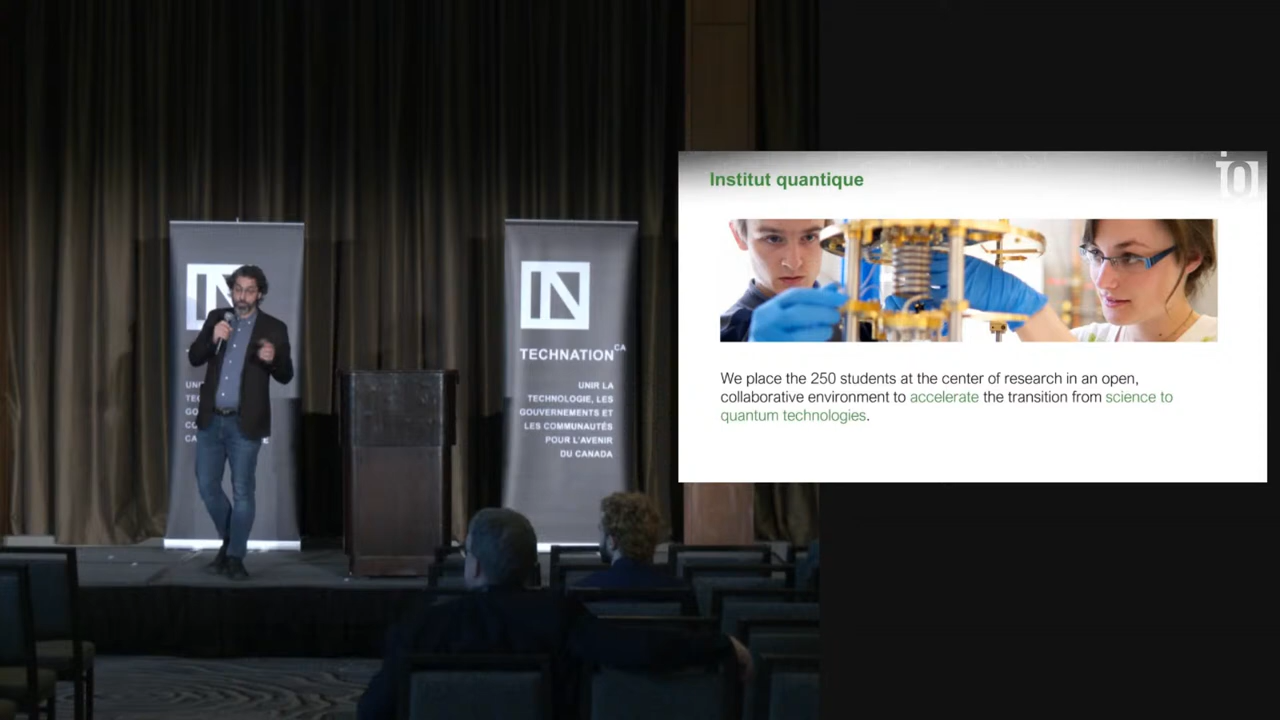 IN
TECHNATION CA
UNIR LA
TECHNOLOGIE, LES
GOUVERNEMENTS ET
LES COMMUNAUTÉS
POUR L'AVENIR
DU CANADA
Institut quantique
We place the 250 students at the center of research in an open,
collaborative environment to accelerate the transition from science to
quantum technologies.